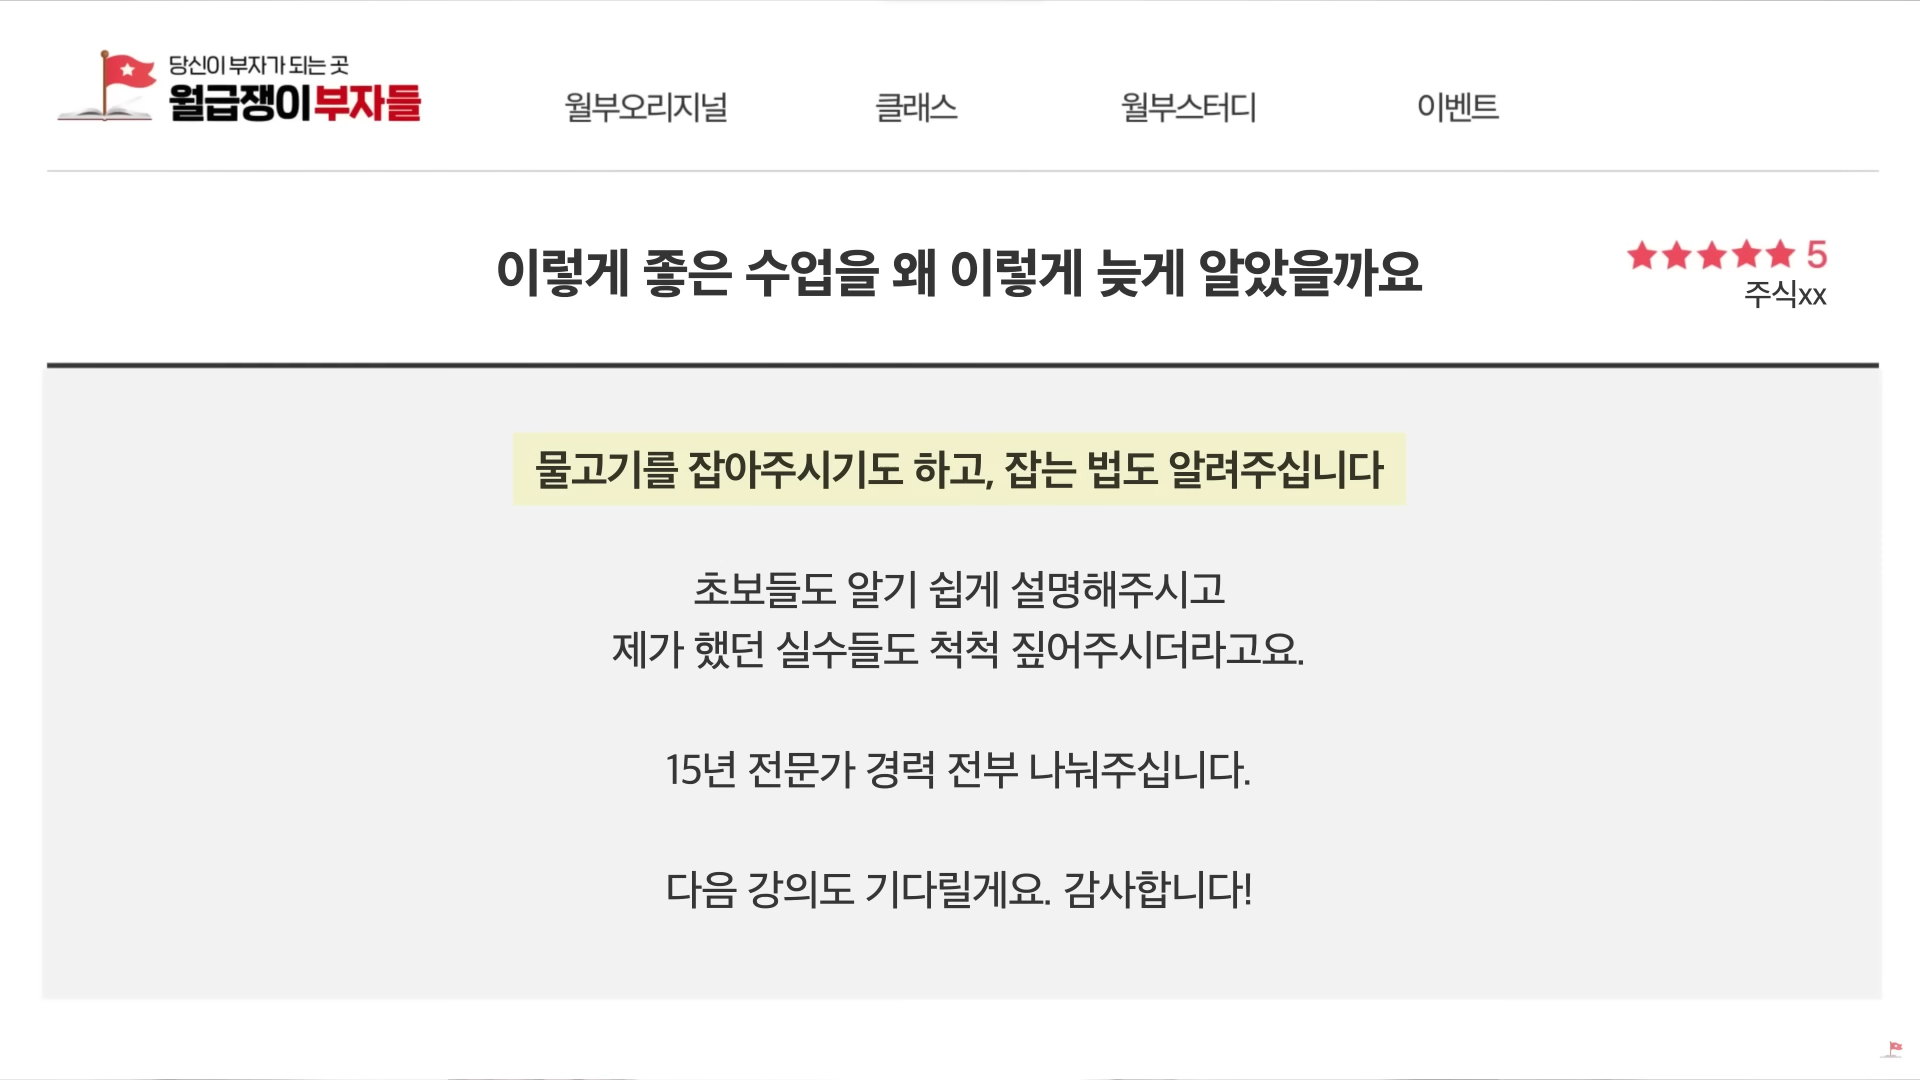 당신이 부자가 되는 곳
월급쟁이부자들
월부오리지널
클래스
월부스터디
이벤트
이렇게 좋은 수업을 왜 이렇게 늦게 알았을까요
★★★★★ 5
주식xx
물고기를 잡아주시기도 하고, 잡는 법도 알려주십니다
초보들도 알기 쉽게 설명해주시고
제가 했던 실수들도 척척 짚어주시더라고요.
15년 전문가 경력 전부 나눠주십니다.
다음 강의도 기다릴게요. 감사합니다!